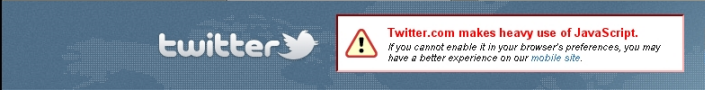 twitter
Twitter.com makes heavy use of JavaScript.
If you cannot enable it in your browser's preferences, you may
have a better experience on our mobile site.